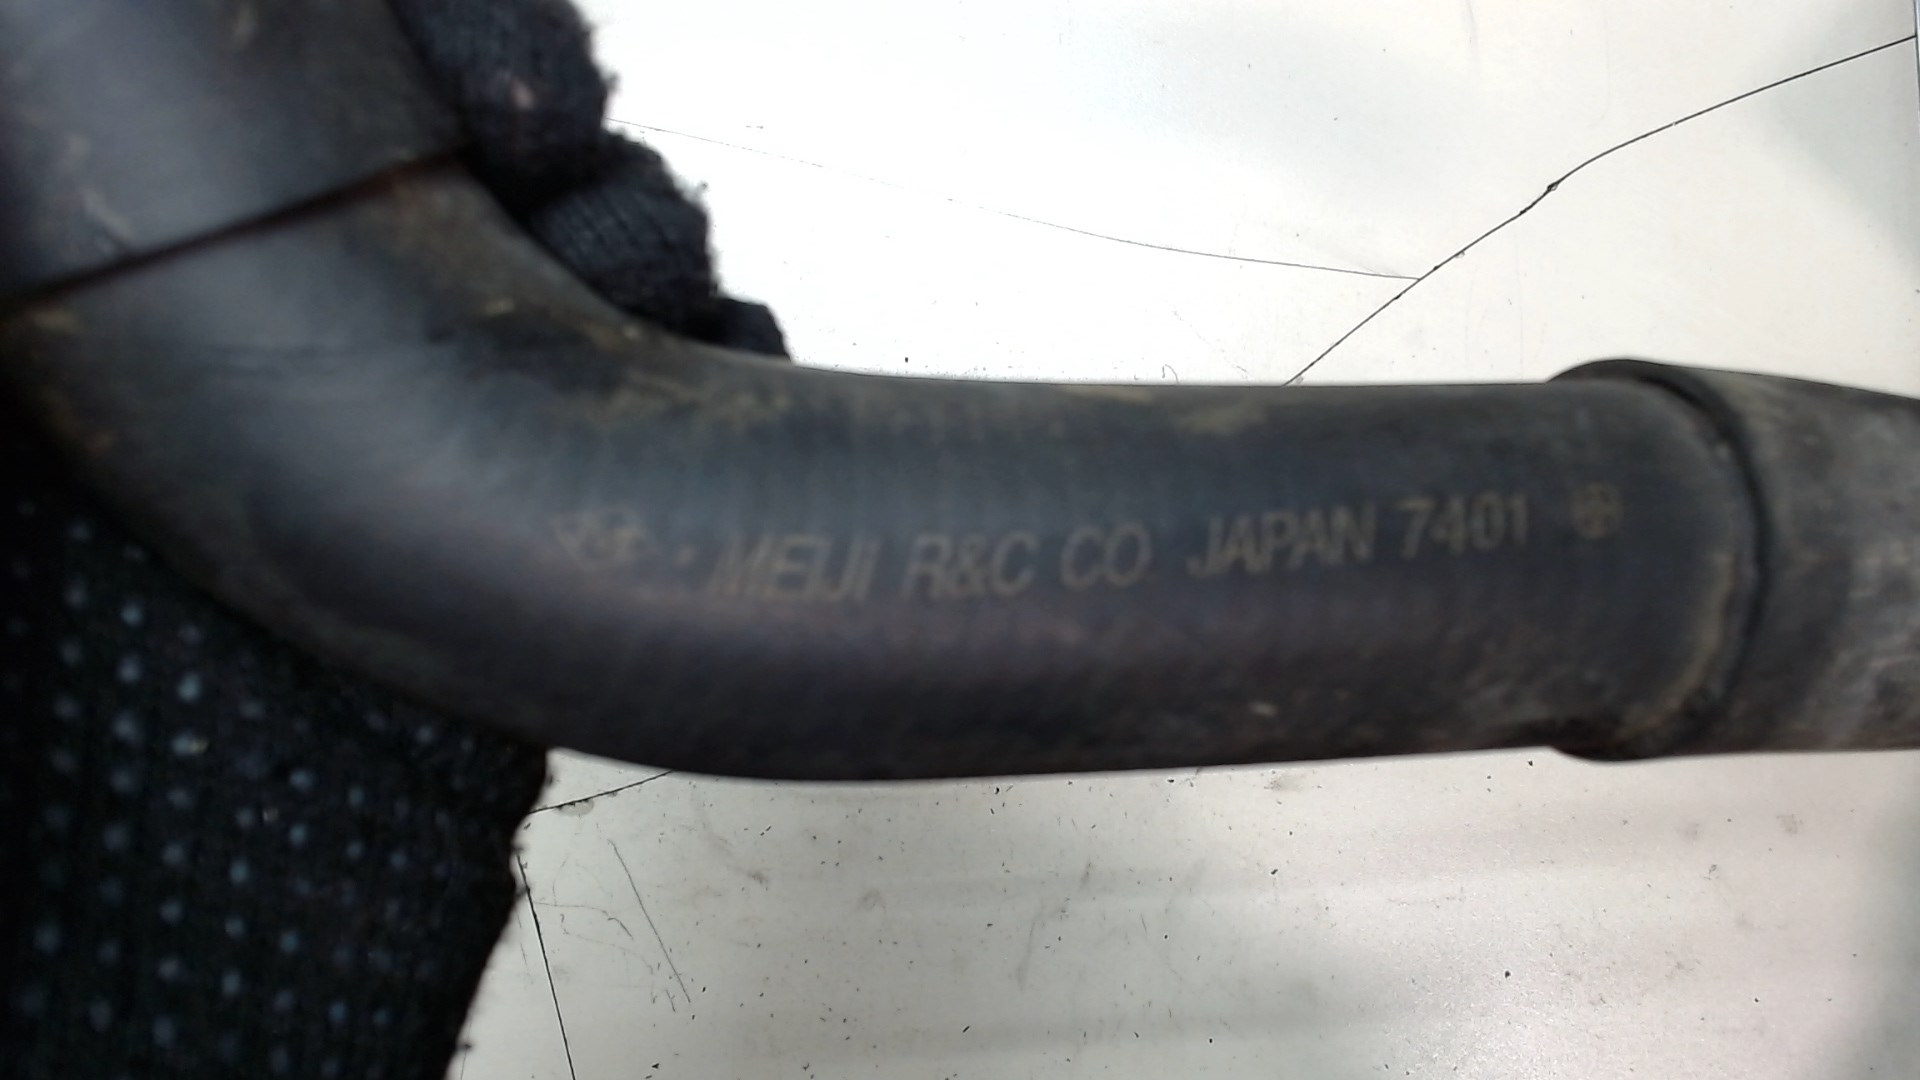 MEIJI R&C CO JAPAN 7401